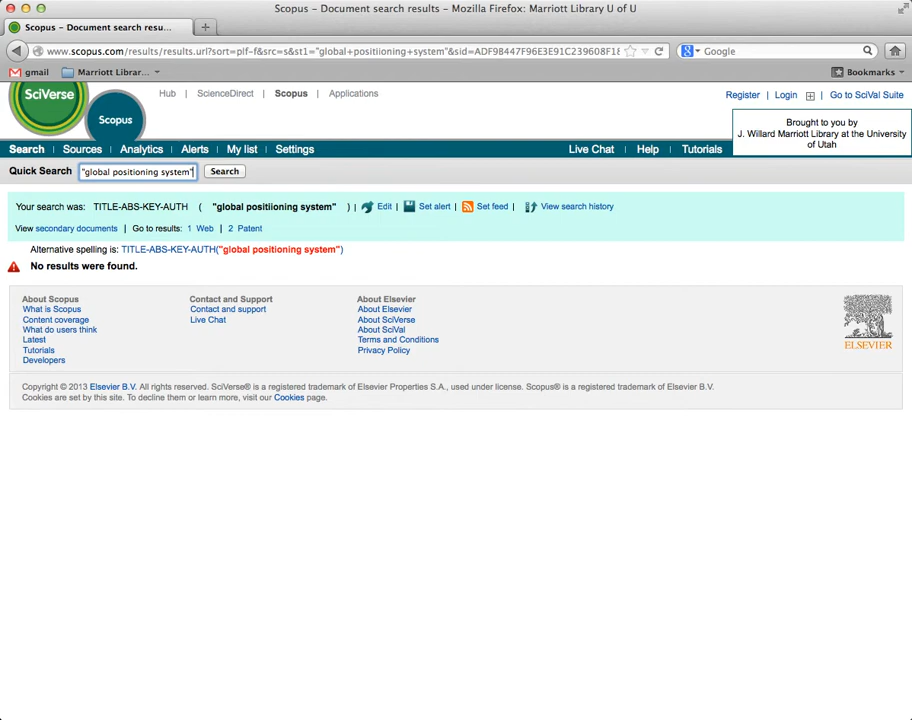 Scopus – Document search results – Mozilla Firefox: Marriott Library U of U
Scopus – Document search resu...
www.scopus.com/results/results.url?sort=plf-f&src=s&st1="global+positiioning+system"&sid=ADF9B447F96E3E91C239608F18
Google
gmail
Marriott Librar...
Bookmarks
SciVerse
Scopus
Hub
ScienceDirect
Scopus
Applications
Register | Login | Go to SciVal Suite
Brought to you by
J. Willard Marriott Library at the University
of Utah
Search | Sources | Analytics | Alerts | My list | Settings
Live Chat | Help | Tutorials
Quick Search "global positioning system" Search
Your search was: TITLE-ABS-KEY-AUTH ( "global positiioning system" ) | Edit | Set alert | Set feed | View search history
View secondary documents | Go to results: 1 Web | 2 Patent
Alternative spelling is: TITLE-ABS-KEY-AUTH("global positioning system")
No results were found.
About Scopus
What is Scopus
Content coverage
What do users think
Latest
Tutorials
Developers
Contact and Support
Contact and support
Live Chat
About Elsevier
About Elsevier
About SciVerse
About SciVal
Terms and Conditions
Privacy Policy
ELSEVIER
Copyright © 2013 Elsevier B.V. All rights reserved. SciVerse® is a registered trademark of Elsevier Properties S.A., used under license. Scopus® is a registered trademark of Elsevier B.V.
Cookies are set by this site. To decline them or learn more, visit our Cookies page.